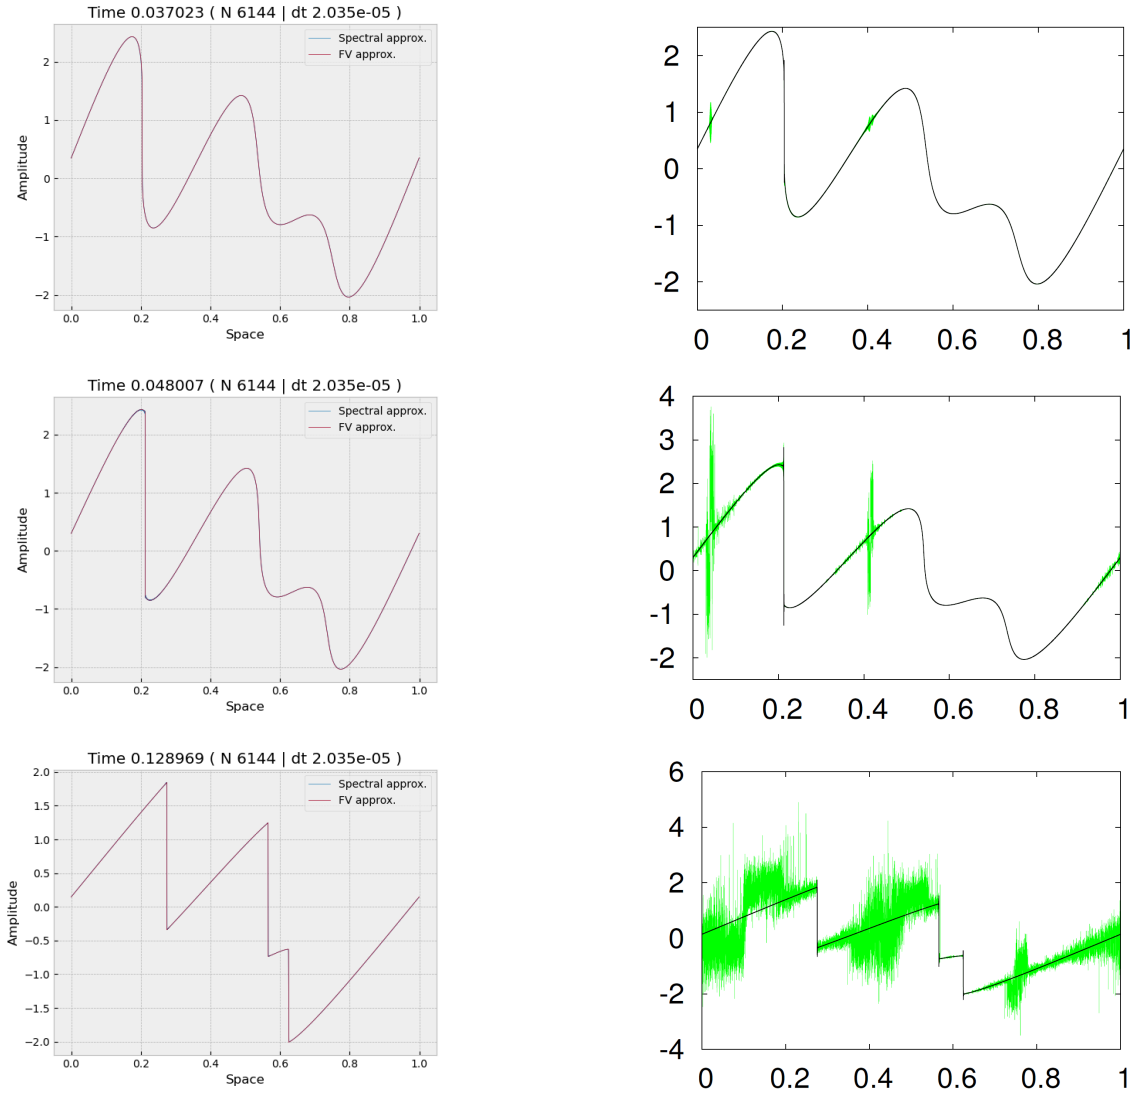 Time 0.037023 ( N 6144 | dt 2.035e-05 )
Spectral approx.
FV approx.
2
1
0
−1
−2
Amplitude
0.0 0.2 0.4 0.6 0.8 1.0
Space
2
1
0
-1
-2
0 0.2 0.4 0.6 0.8 1
Time 0.048007 ( N 6144 | dt 2.035e-05 )
Spectral approx.
FV approx.
2
1
0
−1
−2
Amplitude
0.0 0.2 0.4 0.6 0.8 1.0
Space
4
3
2
1
0
-1
-2
0 0.2 0.4 0.6 0.8 1
Time 0.128969 ( N 6144 | dt 2.035e-05 )
Spectral approx.
FV approx.
2.0
1.5
1.0
0.5
0.0
−0.5
−1.0
−1.5
−2.0
Amplitude
0.0 0.2 0.4 0.6 0.8 1.0
Space
6
4
2
0
-2
-4
0 0.2 0.4 0.6 0.8 1